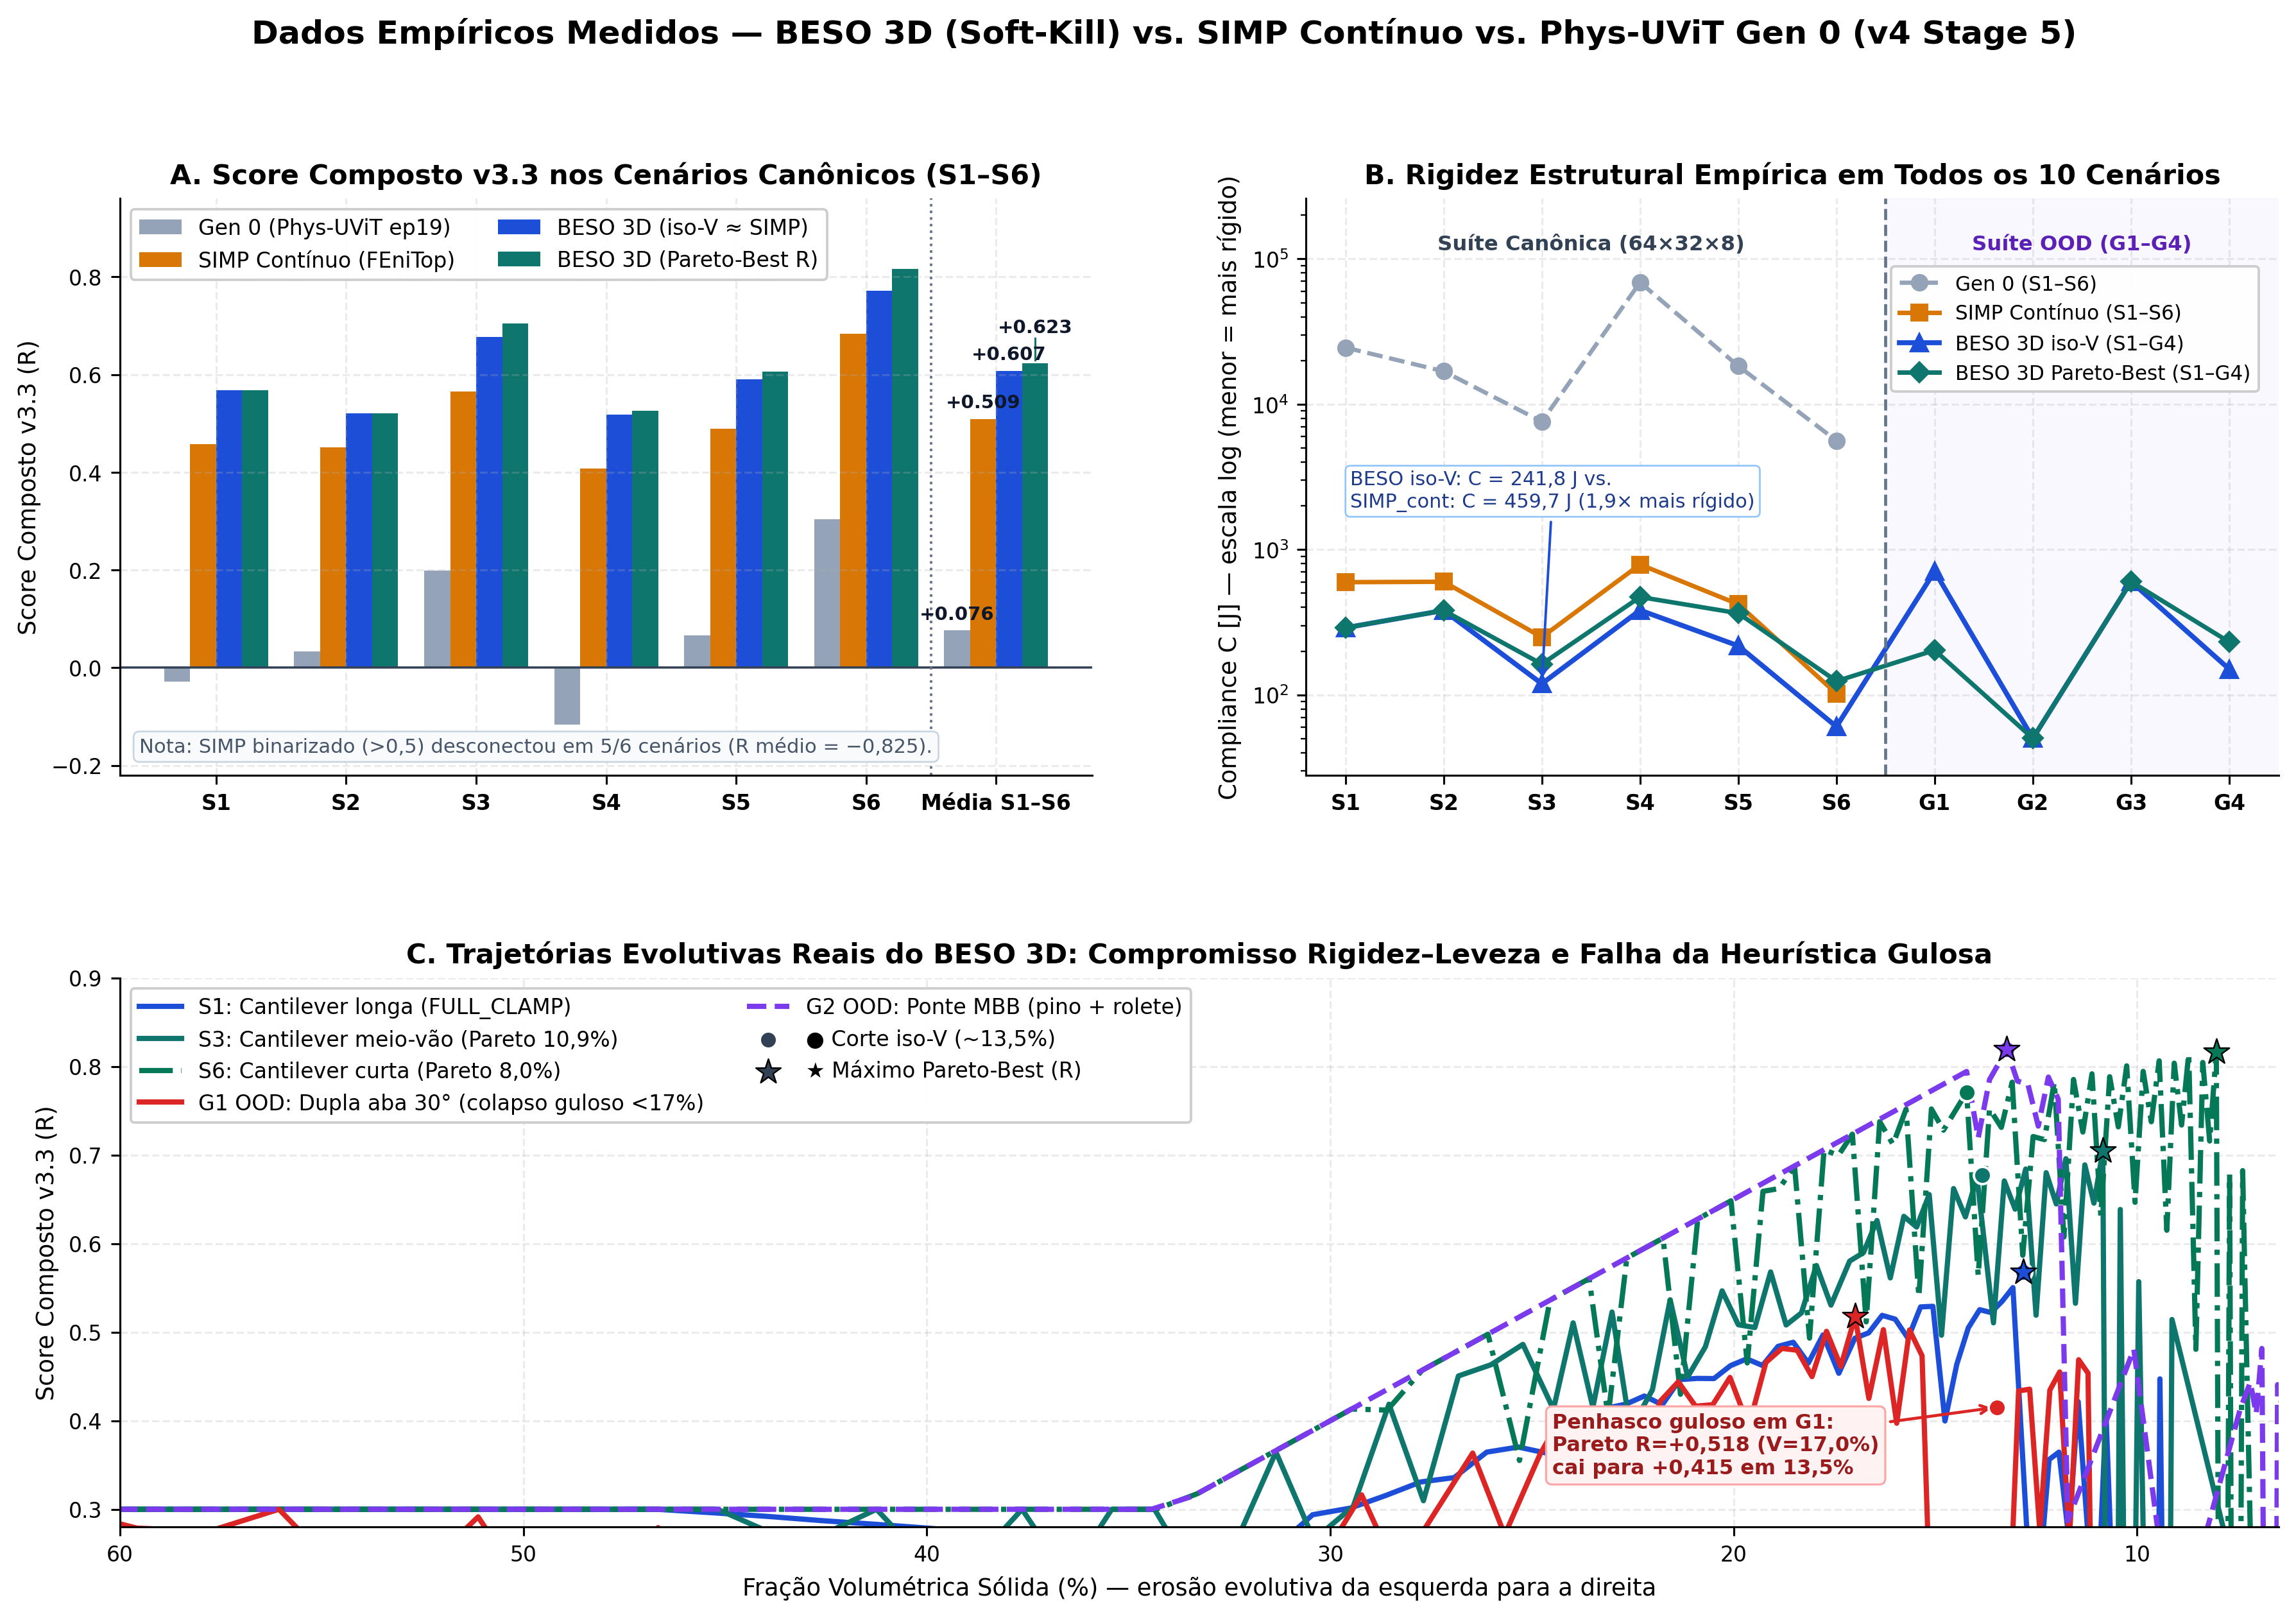 Dados Empíricos Medidos — BESO 3D (Soft-Kill) vs. SIMP Contínuo vs. Phys-UViT Gen 0 (v4 Stage 5)
A. Score Composto v3.3 nos Cenários Canônicos (S1–S6)
Score Composto v3.3 (R)
0.8
0.6
0.4
0.2
0.0
−0.2
Gen 0 (Phys-UViT ep19)
SIMP Contínuo (FEniTop)
BESO 3D (iso-V ≈ SIMP)
BESO 3D (Pareto-Best R)
+0.623
+0.607
+0.509
+0.076
Nota: SIMP binarizado (>0,5) desconectou em 5/6 cenários (R médio = −0,825).
S1
S2
S3
S4
S5
S6
Média S1–S6
B. Rigidez Estrutural Empírica em Todos os 10 Cenários
Compliance C [J] — escala log (menor = mais rígido)
10⁵
10⁴
10³
10²
Suíte Canônica (64×32×8)
Suíte OOD (G1–G4)
Gen 0 (S1–S6)
SIMP Contínuo (S1–S6)
BESO 3D iso-V (S1–G4)
BESO 3D Pareto-Best (S1–G4)
BESO iso-V: C = 241,8 J vs.
SIMP_cont: C = 459,7 J (1,9× mais rígido)
S1
S2
S3
S4
S5
S6
G1
G2
G3
G4
C. Trajetórias Evolutivas Reais do BESO 3D: Compromisso Rigidez–Leveza e Falha da Heurística Gulosa
Score Composto v3.3 (R)
0.9
0.8
0.7
0.6
0.5
0.4
0.3
S1: Cantilever longa (FULL_CLAMP)
S3: Cantilever meio-vão (Pareto 10,9%)
S6: Cantilever curta (Pareto 8,0%)
G1 OOD: Dupla aba 30° (colapso guloso <17%)
G2 OOD: Ponte MBB (pino + rolete)
● Corte iso-V (~13,5%)
★ Máximo Pareto-Best (R)
Penhasco guloso em G1:
Pareto R=+0,518 (V=17,0%)
cai para +0,415 em 13,5%
60
50
40
30
20
10
Fração Volumétrica Sólida (%) — erosão evolutiva da esquerda para a direita